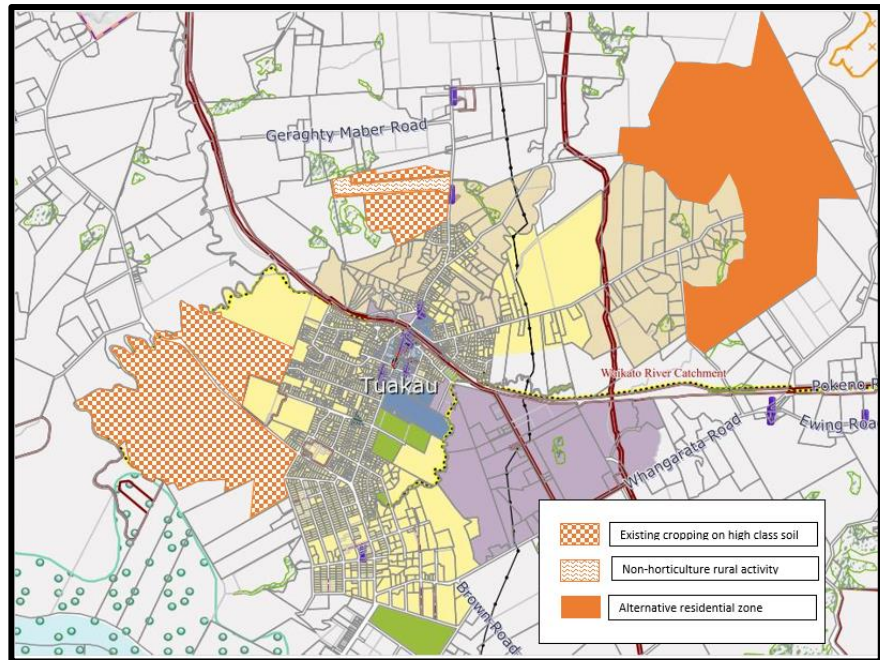 Geraghty Maber Road
Waikato River Catchment
Tuakau
Pokeno R
Whangarata Road
Ewing Road
Existing cropping on high class soil
Non-horticulture rural activity
Brown Road
Alternative residential zone